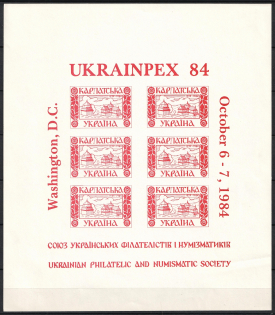 UKRAINPEX 84
Washington, D.C.
КАРПАТСЬКА
УКРАЇНА
КАРПАТСЬКА
УКРАЇНА
October 6 - 7, 1984
КАРПАТСЬКА
УКРАЇНА
КАРПАТСЬКА
УКРАЇНА
КАРПАТСЬКА
УКРАЇНА
КАРПАТСЬКА
УКРАЇНА
СОЮЗ УКРАЇНСЬКИХ ФІЛАТЕЛІСТІВ І НУМІЗМАТИКІВ
UKRAINIAN PHILATELIC AND NUMISMATIC SOCIETY